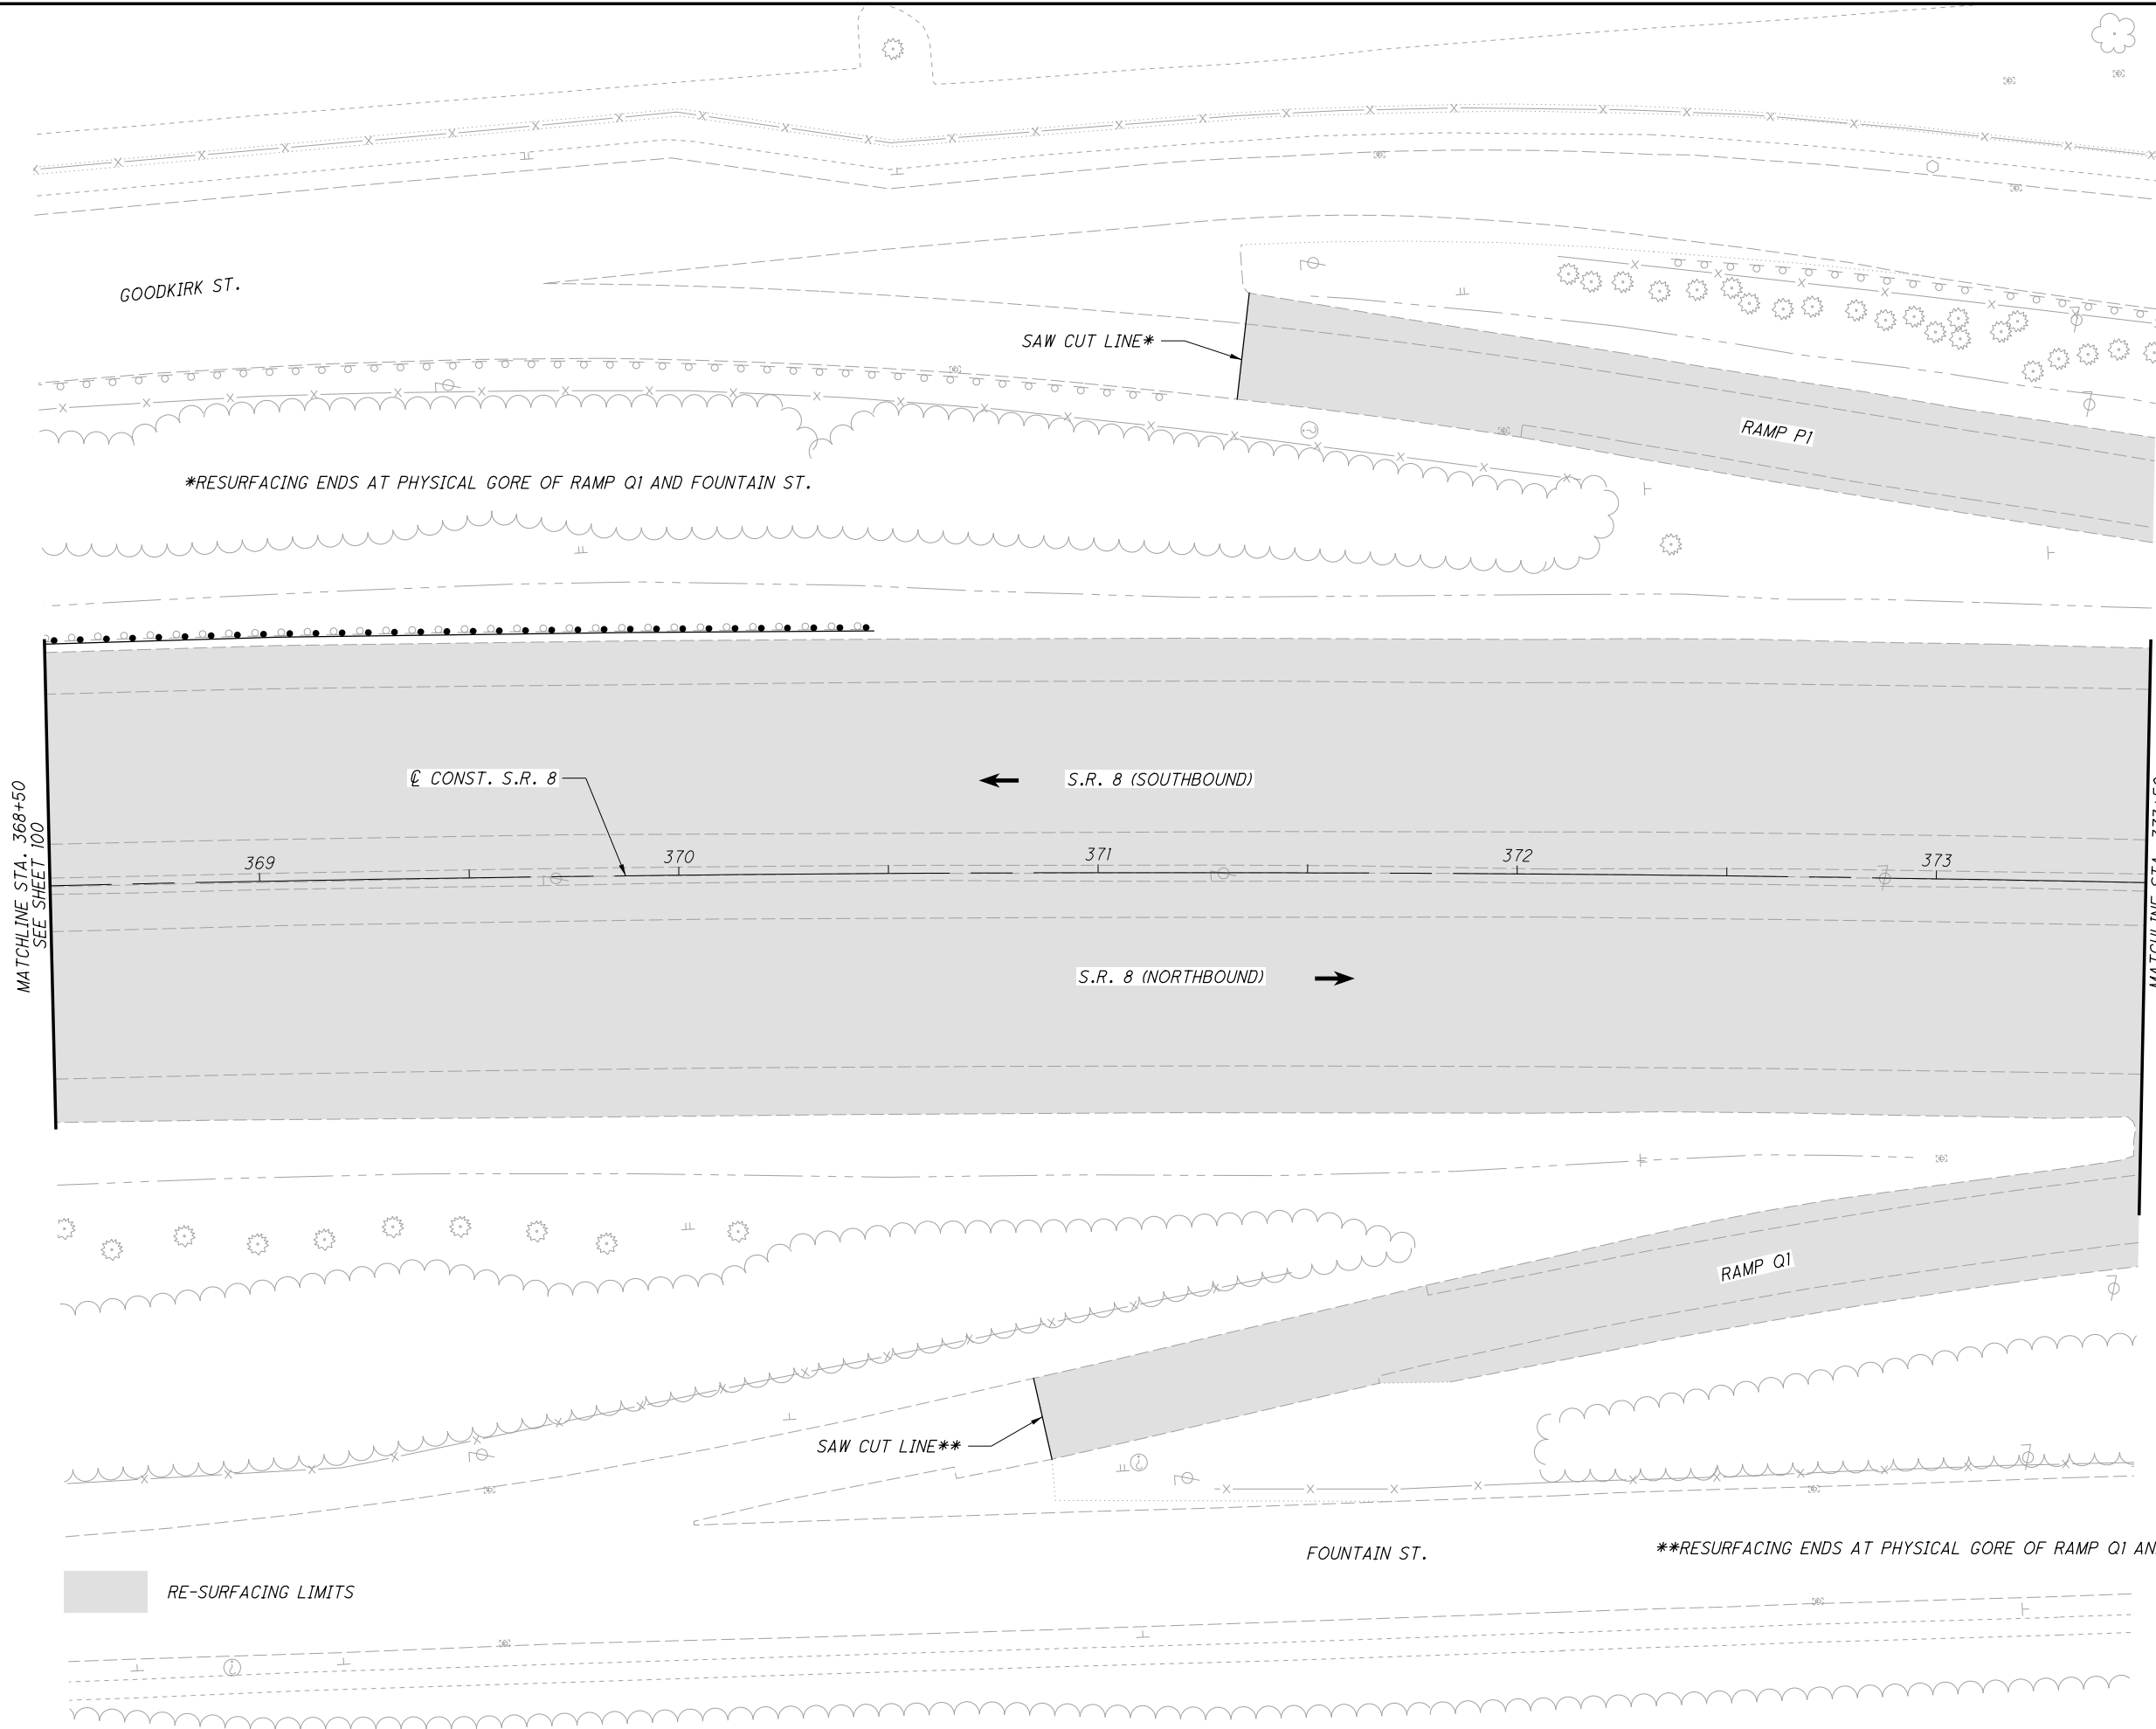 GOODKIRK ST.
SAW CUT LINE*
RAMP P1
*RESURFACING ENDS AT PHYSICAL GORE OF RAMP Q1 AND FOUNTAIN ST.
MATCHLINE STA. 368+50
SEE SHEET 100
℄ CONST. S.R. 8
S.R. 8 (SOUTHBOUND)
369
370
371
372
373
S.R. 8 (NORTHBOUND)
RAMP Q1
SAW CUT LINE**
FOUNTAIN ST.
**RESURFACING ENDS AT PHYSICAL GORE OF RAMP Q1 AN
RE-SURFACING LIMITS